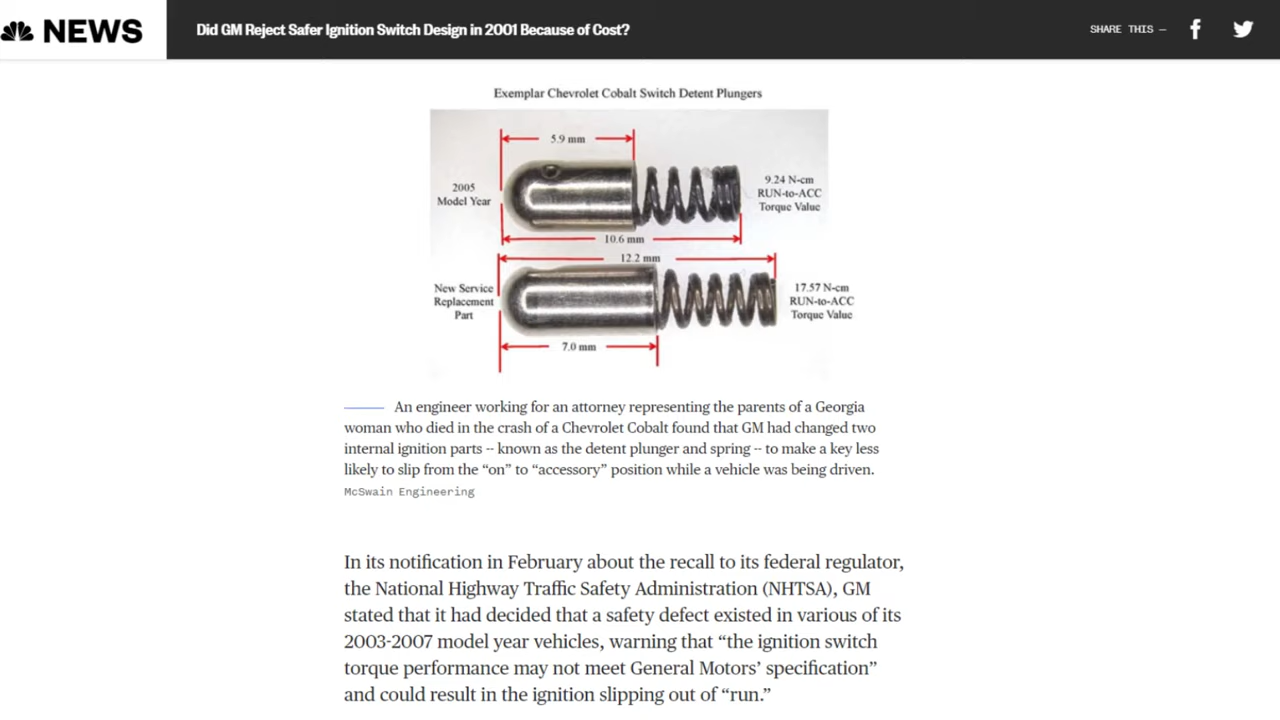 NEWS
Did GM Reject Safer Ignition Switch Design in 2001 Because of Cost?
SHARE THIS —
Exemplar Chevrolet Cobalt Switch Detent Plungers
5.9 mm
2005
Model Year
9.24 N-cm
RUN-to-ACC
Torque Value
10.6 mm
12.2 mm
New Service
Replacement
Part
17.57 N-cm
RUN-to-ACC
Torque Value
7.0 mm
An engineer working for an attorney representing the parents of a Georgia
woman who died in the crash of a Chevrolet Cobalt found that GM had changed two
internal ignition parts -- known as the detent plunger and spring -- to make a key less
likely to slip from the “on” to “accessory” position while a vehicle was being driven.
McSwain Engineering
In its notification in February about the recall to its federal regulator,
the National Highway Traffic Safety Administration (NHTSA), GM
stated that it had decided that a safety defect existed in various of its
2003-2007 model year vehicles, warning that “the ignition switch
torque performance may not meet General Motors’ specification”
and could result in the ignition slipping out of “run.”